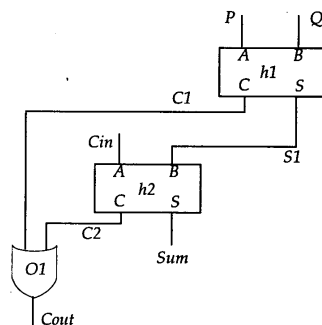 P Q
A B
h1
C1 C S
Cin S1
A B
h2
C S
C2
O1 Sum
Cout